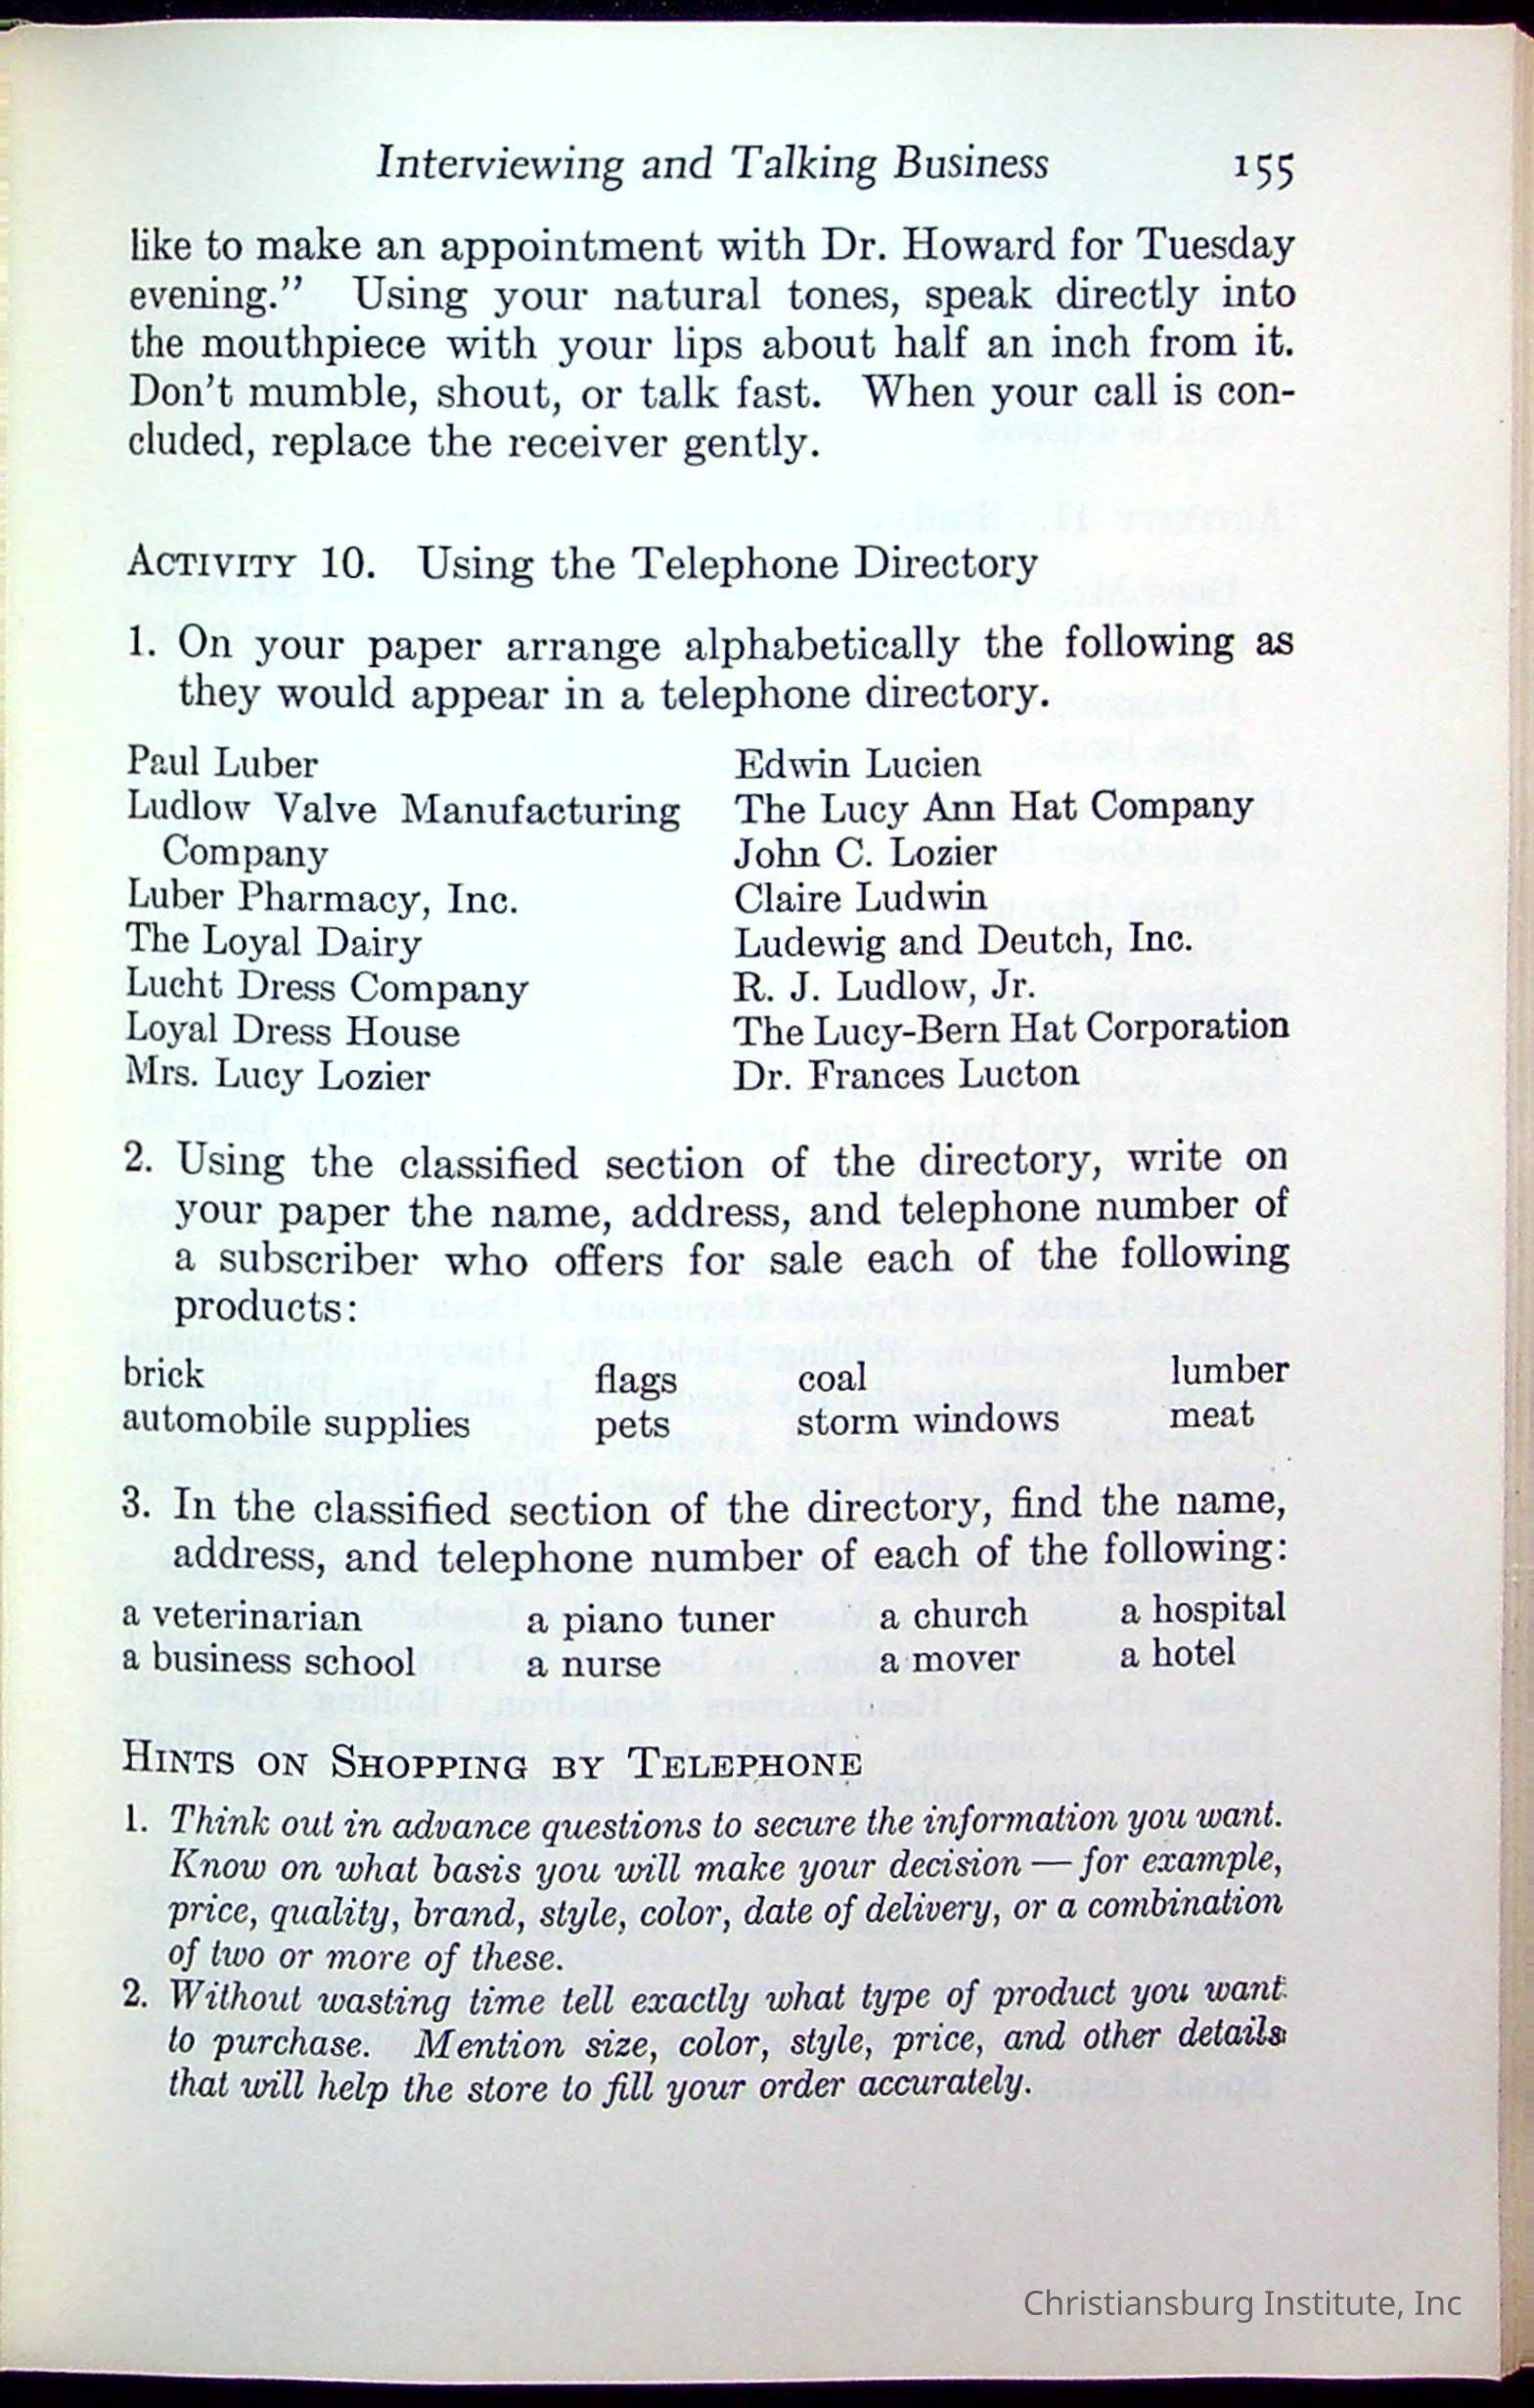 Interviewing and Talking Business 155
like to make an appointment with Dr. Howard for Tuesday
evening.” Using your natural tones, speak directly into
the mouthpiece with your lips about half an inch from it.
Don’t mumble, shout, or talk fast. When your call is con-
cluded, replace the receiver gently.
ACTIVITY 10. Using the Telephone Directory
1. On your paper arrange alphabetically the following as
they would appear in a telephone directory.
Paul Luber
Ludlow Valve Manufacturing
Company
Luber Pharmacy, Inc.
The Loyal Dairy
Lucht Dress Company
Loyal Dress House
Mrs. Lucy Lozier
Edwin Lucien
The Lucy Ann Hat Company
John C. Lozier
Claire Ludwin
Ludewig and Deutch, Inc.
R. J. Ludlow, Jr.
The Lucy-Bern Hat Corporation
Dr. Frances Lucton
2. Using the classified section of the directory, write on
your paper the name, address, and telephone number of
a subscriber who offers for sale each of the following
products:
brick flags coal lumber
automobile supplies pets storm windows meat
3. In the classified section of the directory, find the name,
address, and telephone number of each of the following:
a veterinarian a piano tuner a church a hospital
a business school a nurse a mover a hotel
HINTS ON SHOPPING BY TELEPHONE
1. Think out in advance questions to secure the information you want.
Know on what basis you will make your decision — for example,
price, quality, brand, style, color, date of delivery, or a combination
of two or more of these.
2. Without wasting time tell exactly what type of product you want
to purchase. Mention size, color, style, price, and other details
that will help the store to fill your order accurately.
Christiansburg Institute, Inc